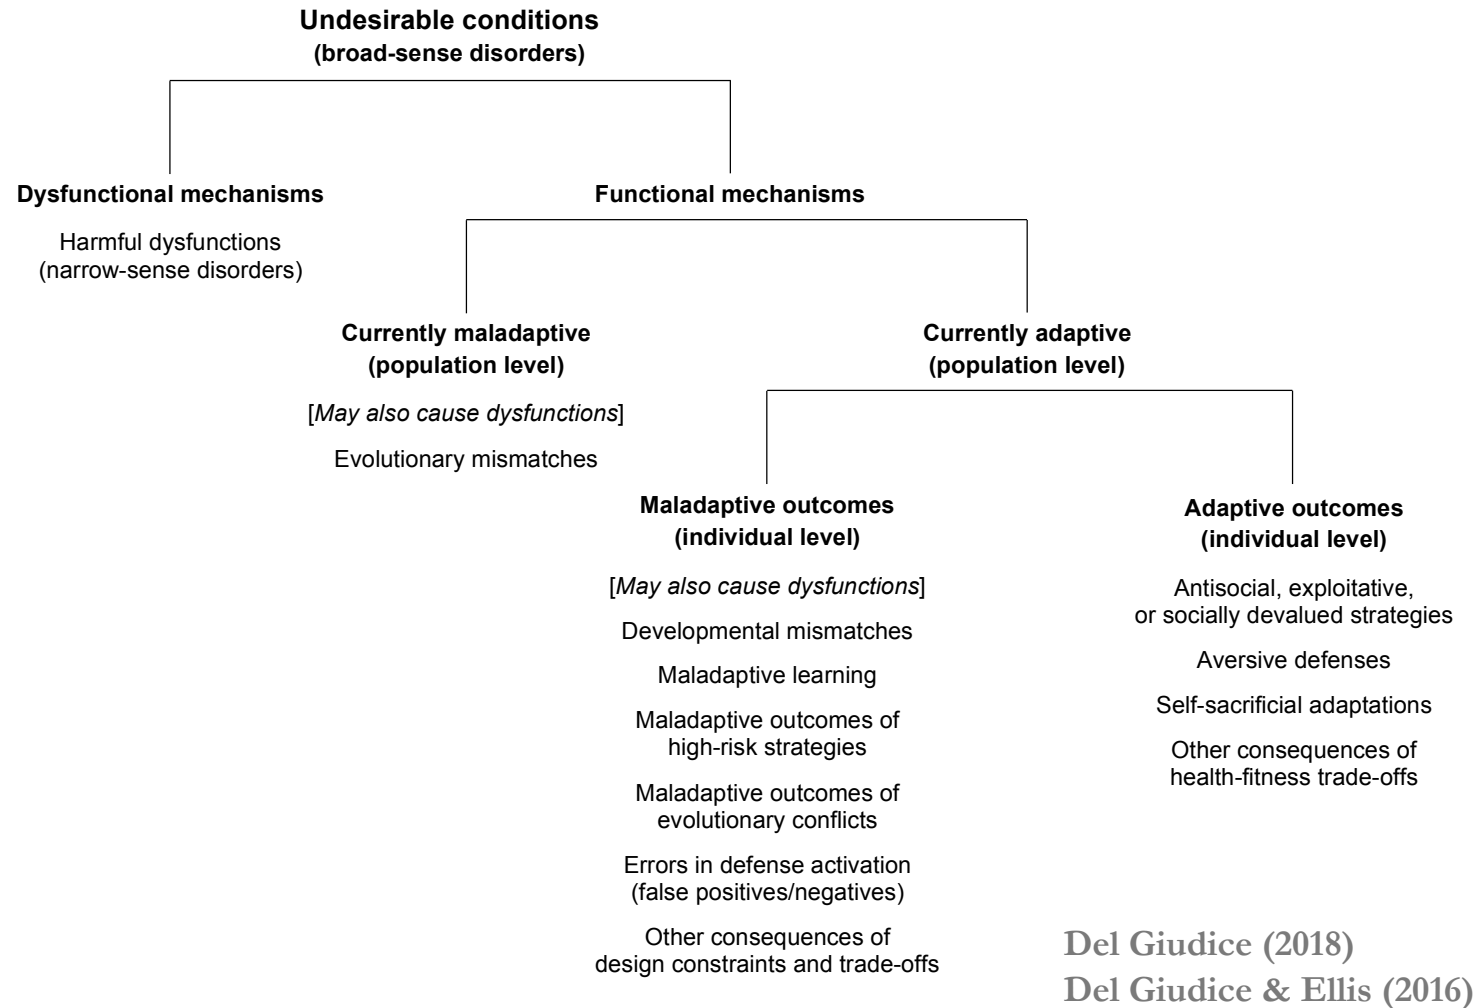 Undesirable conditions
(broad-sense disorders)
Dysfunctional mechanisms
Harmful dysfunctions
(narrow-sense disorders)
Functional mechanisms
Currently maladaptive
(population level)
[May also cause dysfunctions]
Evolutionary mismatches
Currently adaptive
(population level)
Maladaptive outcomes
(individual level)
[May also cause dysfunctions]
Developmental mismatches
Maladaptive learning
Maladaptive outcomes of
high-risk strategies
Maladaptive outcomes of
evolutionary conflicts
Errors in defense activation
(false positives/negatives)
Other consequences of
design constraints and trade-offs
Adaptive outcomes
(individual level)
Antisocial, exploitative,
or socially devalued strategies
Aversive defenses
Self-sacrificial adaptations
Other consequences of
health-fitness trade-offs
Del Giudice (2018)
Del Giudice & Ellis (2016)